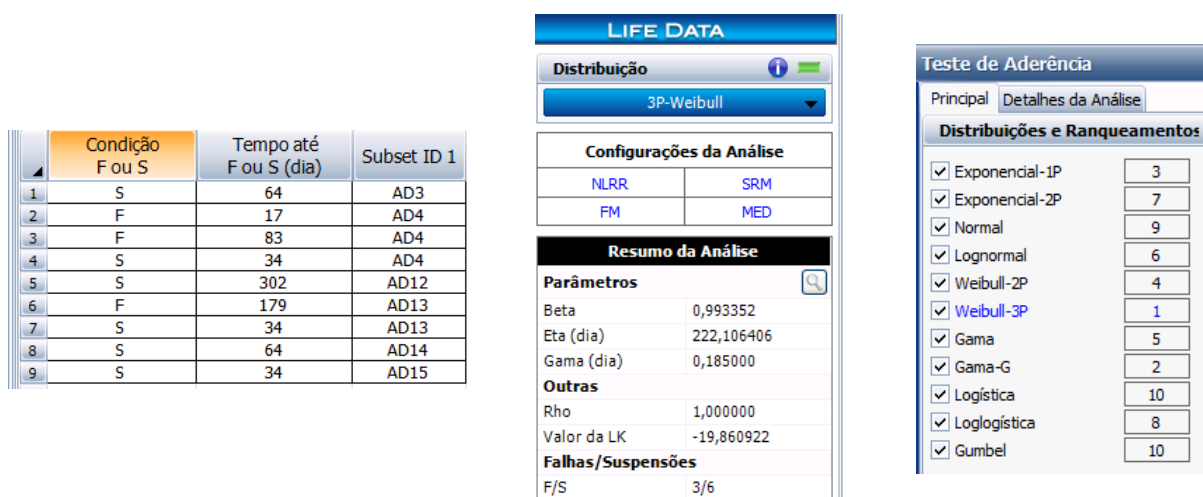 Condição F ou S Tempo até F ou S (dia) Subset ID 1
1 S 64 AD3
2 F 17 AD4
3 F 83 AD4
4 S 34 AD4
5 S 302 AD12
6 F 179 AD13
7 S 34 AD13
8 S 64 AD14
9 S 34 AD15
LIFE DATA
Distribuição
3P-Weibull
Configurações da Análise
NLRR SRM
FM MED
Resumo da Análise
Parâmetros
Beta 0,993352
Eta (dia) 222,106406
Gama (dia) 0,185000
Outras
Rho 1,000000
Valor da LK -19,860922
Falhas/Suspensões
F/S 3/6
Teste de Aderência
Principal Detalhes da Análise
Distribuições e Ranqueamentos
Exponencial-1P 3
Exponencial-2P 7
Normal 9
Lognormal 6
Weibull-2P 4
Weibull-3P 1
Gama 5
Gama-G 2
Logística 10
Loglogística 8
Gumbel 10